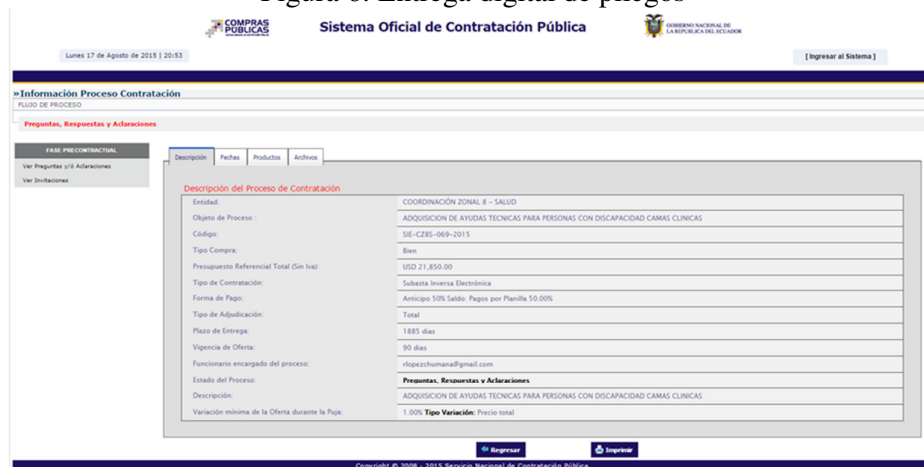 Figura 6. Entrega digital de pliegos
COMPRAS PÚBLICAS
Sistema Oficial de Contratación Pública
GOBIERNO NACIONAL DE LA REPUBLICA DEL ECUADOR
Lunes 17 de Agosto de 2015 | 20:53
[ Ingresar al Sistema ]
»Información Proceso Contratación
FLUJO DE PROCESO
Preguntas, Respuestas y Aclaraciones
FASE PRECONTRACTUAL
Ver Preguntas y/ó Aclaraciones
Ver Invitaciones
Descripción Fechas Productos Archivos
Descripción del Proceso de Contratación
Entidad: COORDINACIÓN ZONAL 8 - SALUD
Objeto de Proceso : ADQUISICION DE AYUDAS TECNICAS PARA PERSONAS CON DISCAPACIDAD CAMAS CLINICAS
Código: SIE-CZ8S-069-2015
Tipo Compra: Bien
Presupuesto Referencial Total (Sin Iva): USD 21,850.00
Tipo de Contratación: Subasta Inversa Electrónica
Forma de Pago: Anticipo 50% Saldo: Pagos por Planilla 50.00%
Tipo de Adjudicación: Total
Plazo de Entrega: 1885 dias
Vigencia de Oferta: 90 dias
Funcionario encargado del proceso: rlopezchumana@gmail.com
Estado del Proceso: Preguntas, Respuestas y Aclaraciones
Descripción: ADQUISICION DE AYUDAS TECNICAS PARA PERSONAS CON DISCAPACIDAD CAMAS CLINICAS
Variación mínima de la Oferta durante la Puja: 1.00% Tipo Variación: Precio total
Regresar Imprimir
Copyright © 2008 - 2015 Servicio Nacional de Contratación Pública